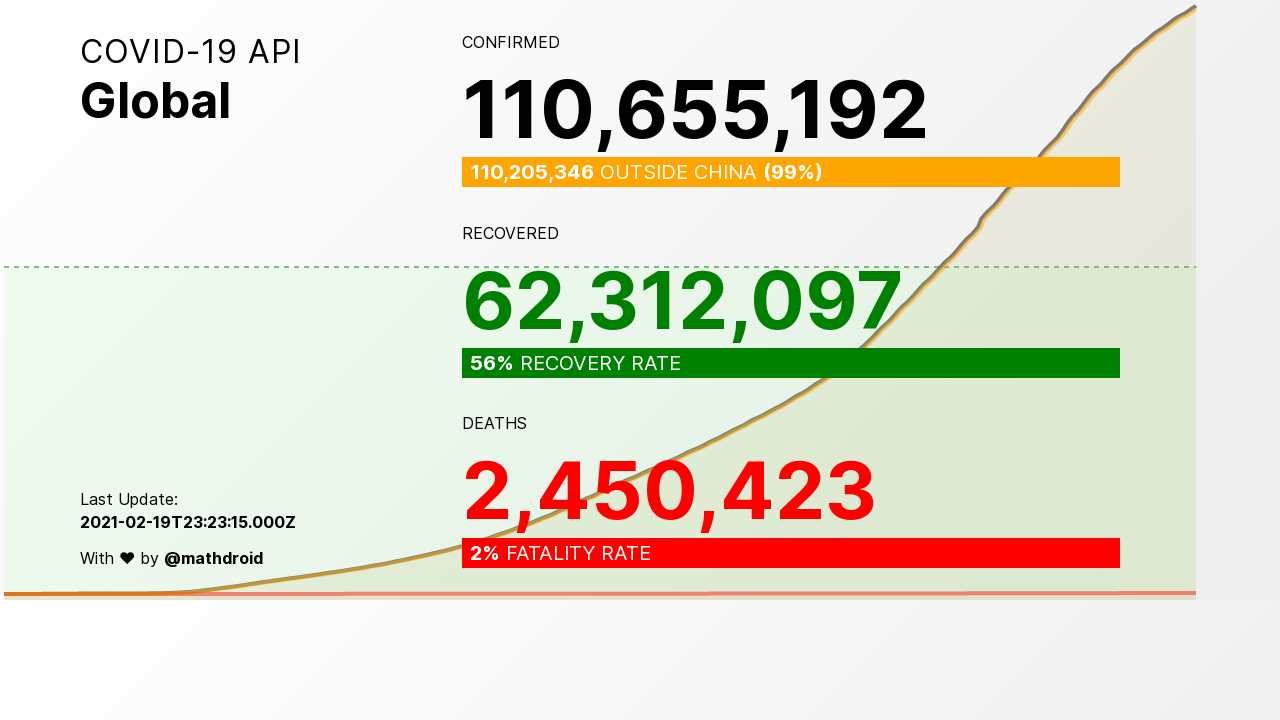 COVID-19 API
Global
CONFIRMED
110,655,192
110,205,346 OUTSIDE CHINA (99%)
RECOVERED
62,312,097
56% RECOVERY RATE
DEATHS
2,450,423
2% FATALITY RATE
Last Update:
2021-02-19T23:23:15.000Z
With ♥ by @mathdroid